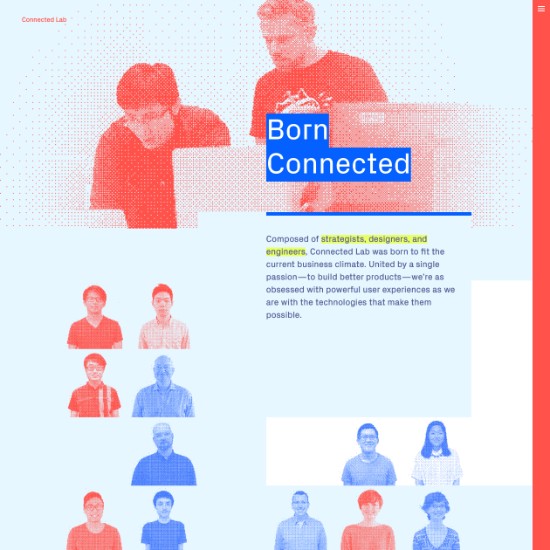 Connected Lab
Born
Connected
Composed of strategists, designers, and
engineers, Connected Lab was born to fit the
current business climate. United by a single
passion—to build better products—we're as
obsessed with powerful user experiences as we
are with the technologies that make them
possible.